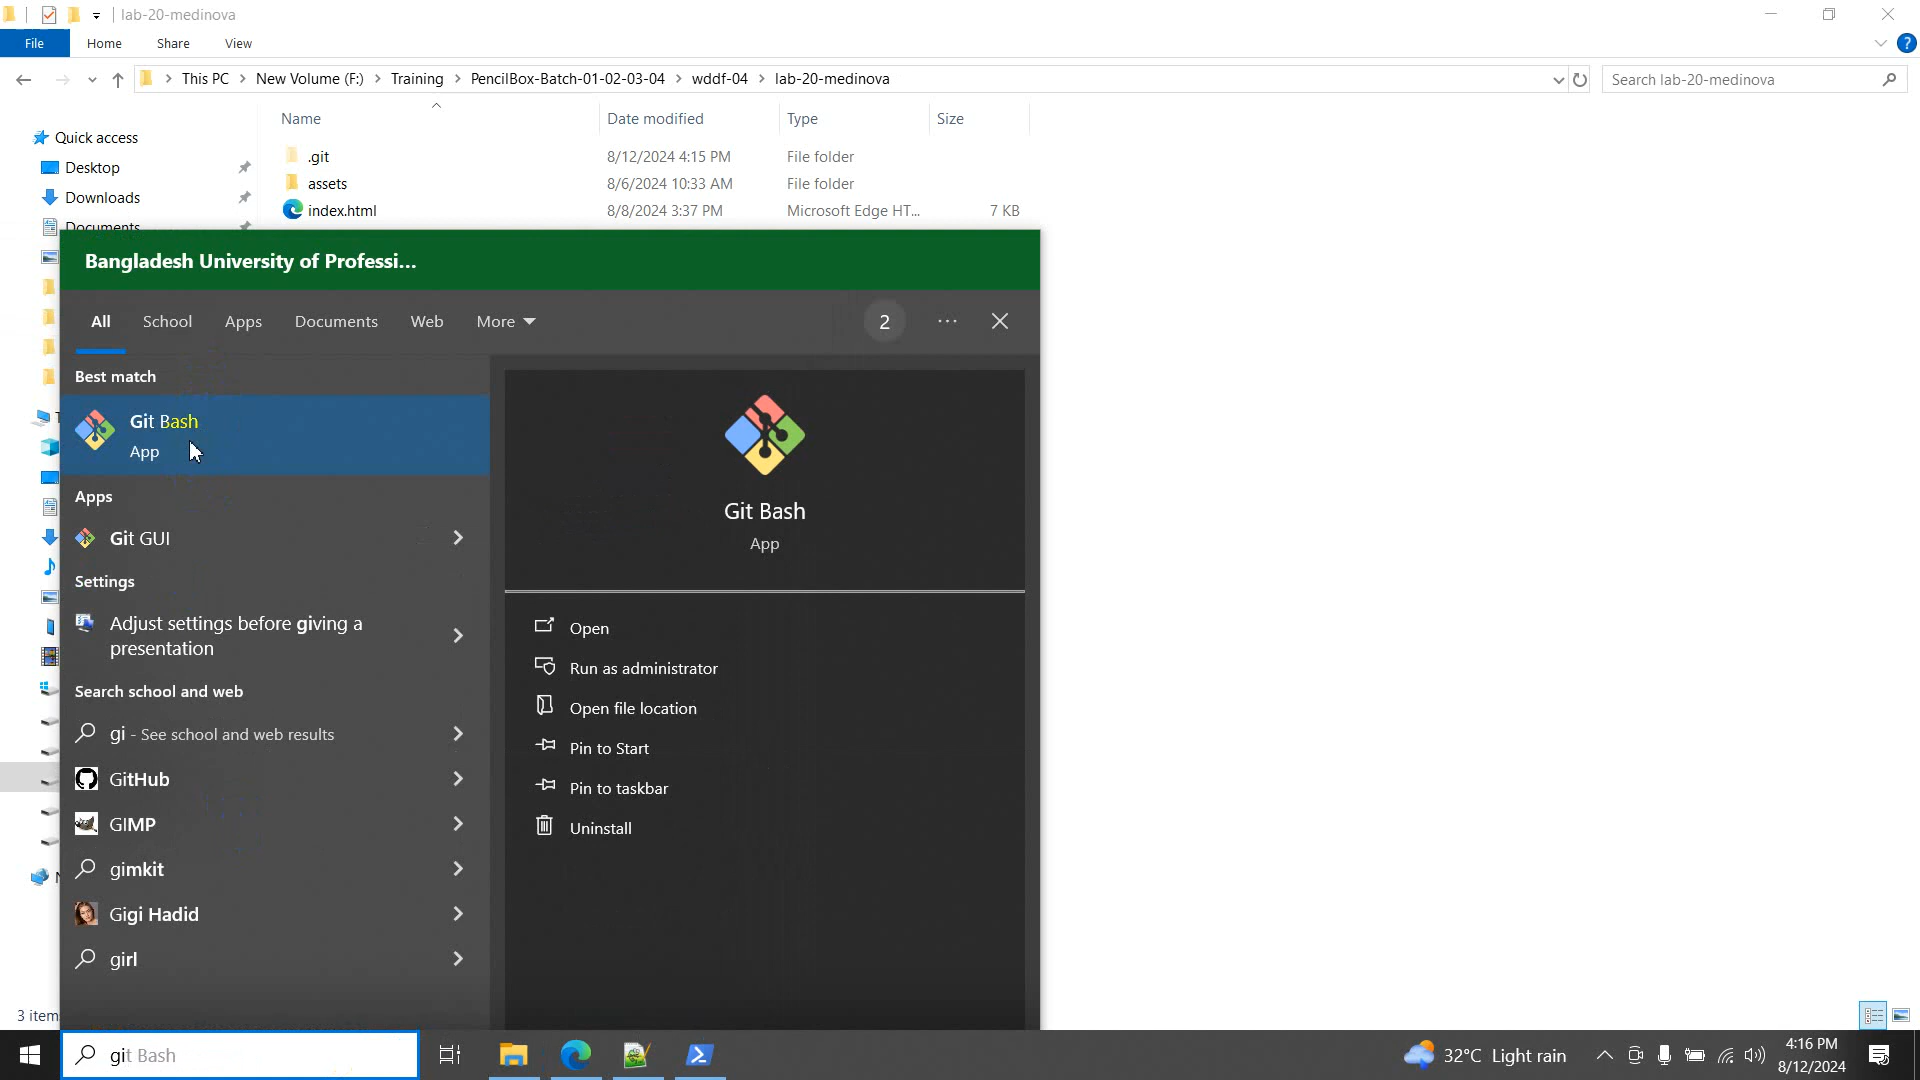 lab-20-medinova
File
Home
Share
View
This PC
New Volume (F:)
Training
PencilBox-Batch-01-02-03-04
wddf-04
lab-20-medinova
Search lab-20-medinova
?
Name
Date modified
Type
Size
Quick access
.git
8/12/2024 4:15 PM
File folder
Desktop
assets
8/6/2024 10:33 AM
File folder
Downloads
index.html
8/8/2024 3:37 PM
Microsoft Edge HT...
7 KB
Documents
Bangladesh University of Professi...
All
School
Apps
Documents
Web
More
2
Best match
Git Bash
App
Apps
Git GUI
Settings
Adjust settings before giving a
presentation
Search school and web
gi - See school and web results
GitHub
GIMP
gimkit
Gigi Hadid
girl
Git Bash
App
Open
Run as administrator
Open file location
Pin to Start
Pin to taskbar
Uninstall
3 item
git Bash
32°C Light rain
4:16 PM
8/12/2024